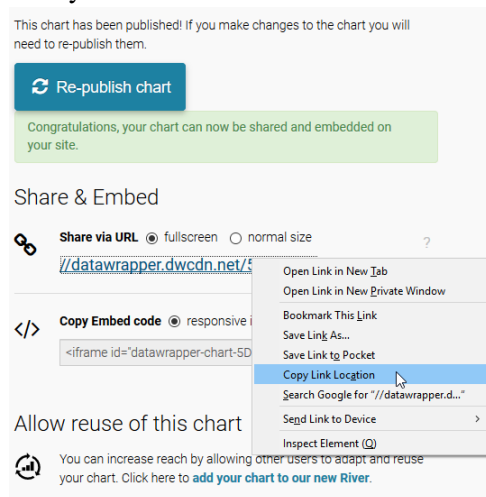 This chart has been published! If you make changes to the chart you will
need to re-publish them.
Re-publish chart
Congratulations, your chart can now be shared and embedded on
your site.
Share & Embed
Share via URL fullscreen normal size
?
//datawrapper.dwcdn.net/5
Copy Embed code responsive i
<iframe id="datawrapper-chart-5D
Open Link in New Tab
Open Link in New Private Window
Bookmark This Link
Save Link As...
Save Link to Pocket
Copy Link Location
Search Google for "//datawrapper.d..."
Send Link to Device
Inspect Element (Q)
Allow reuse of this chart
You can increase reach by allowing other users to adapt and reuse
your chart. Click here to add your chart to our new River.